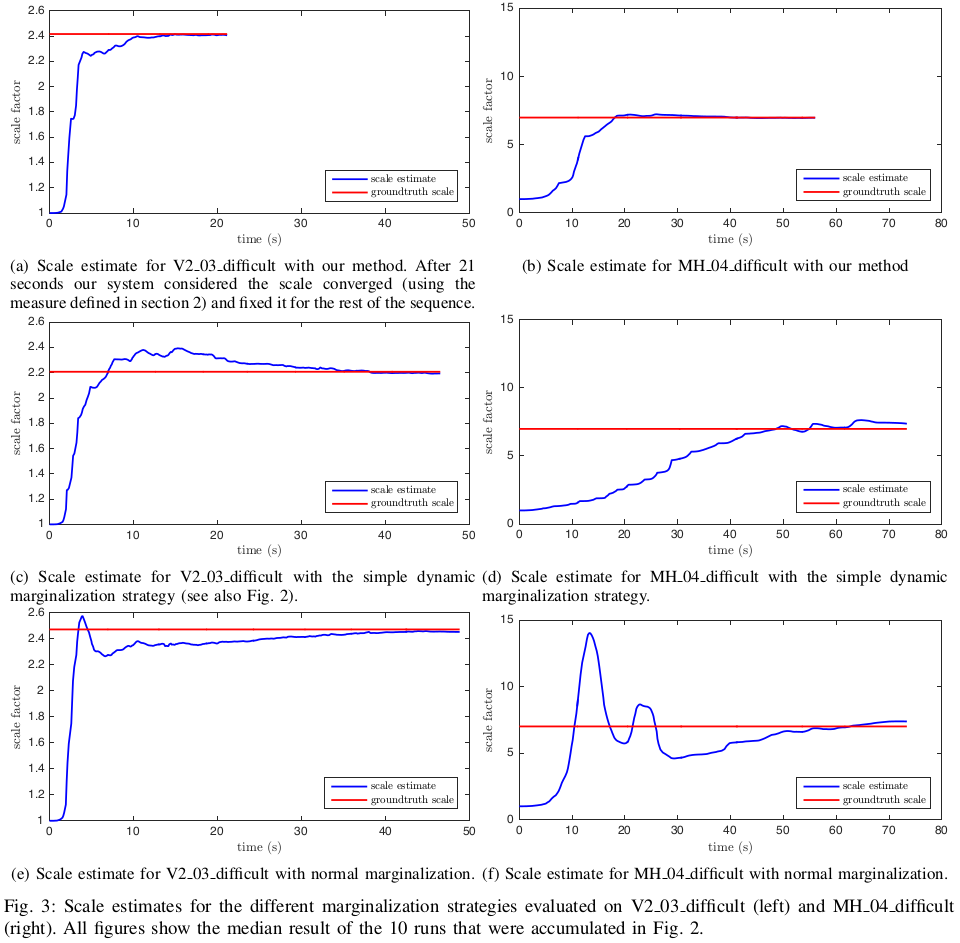 2.6
2.4
2.2
2
1.8
1.6
1.4
1.2
1
0 10 20 30 40 50
scale factor
time (s)
scale estimate
groundtruth scale
(a) Scale estimate for V2_03_difficult with our method. After 21
seconds our system considered the scale converged (using the
measure defined in section 2) and fixed it for the rest of the sequence.
15
10
5
0
0 10 20 30 40 50 60 70 80
scale factor
time (s)
scale estimate
groundtruth scale
(b) Scale estimate for MH_04_difficult with our method
2.6
2.4
2.2
2
1.8
1.6
1.4
1.2
1
0 10 20 30 40 50
scale factor
time (s)
scale estimate
groundtruth scale
(c) Scale estimate for V2_03_difficult with the simple dynamic
marginalization strategy (see also Fig. 2).
15
10
5
0
0 10 20 30 40 50 60 70 80
scale factor
time (s)
scale estimate
groundtruth scale
(d) Scale estimate for MH_04_difficult with the simple dynamic
marginalization strategy.
2.6
2.4
2.2
2
1.8
1.6
1.4
1.2
1
0 10 20 30 40 50
scale factor
time (s)
scale estimate
groundtruth scale
(e) Scale estimate for V2_03_difficult with normal marginalization.
15
10
5
0
0 10 20 30 40 50 60 70 80
scale factor
time (s)
scale estimate
groundtruth scale
(f) Scale estimate for MH_04_difficult with normal marginalization.
Fig. 3: Scale estimates for the different marginalization strategies evaluated on V2_03_difficult (left) and MH_04_difficult
(right). All figures show the median result of the 10 runs that were accumulated in Fig. 2.